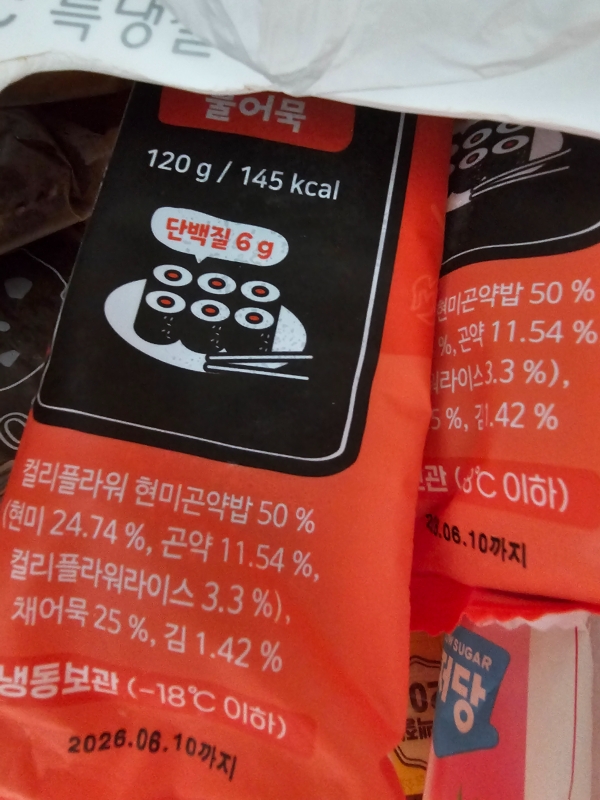 특냉
불어묵
120 g / 145 kcal
단백질 6 g
컬리플라워 현미곤약밥 50 %
(현미 24.74 %, 곤약 11.54 %,
컬리플라워라이스 3.3 %),
채어묵 25 %, 김 1.42 %
냉동보관 (-18℃ 이하)
2026.06.10까지
현미곤약밥 50 %
%, 곤약 11.54 %
워라이스3.3 %),
5 %, 김1.42 %
보관 (8℃ 이하)
.06.10까지
SUGAR
저당